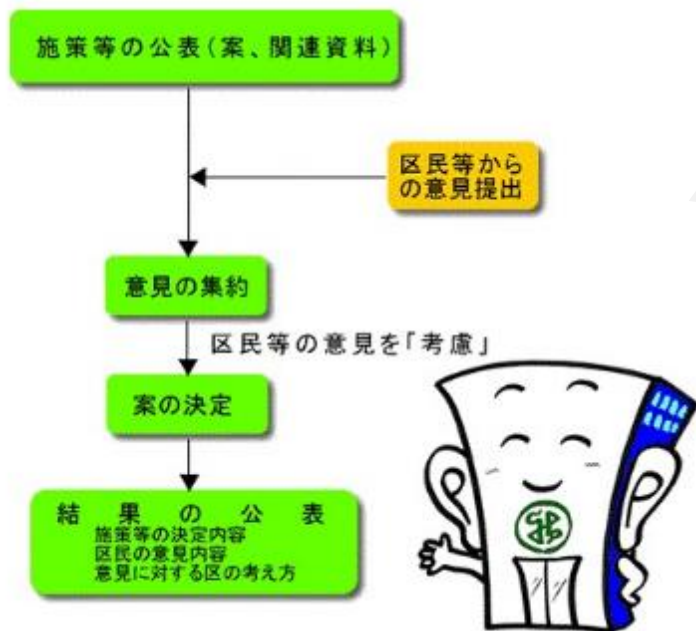 施策等の公表(案、関連資料)
区民等から
の意見提出
意見の集約
区民等の意見を「考慮」
案の決定
結果の公表
施策等の決定内容
区民の意見内容
意見に対する区の考え方